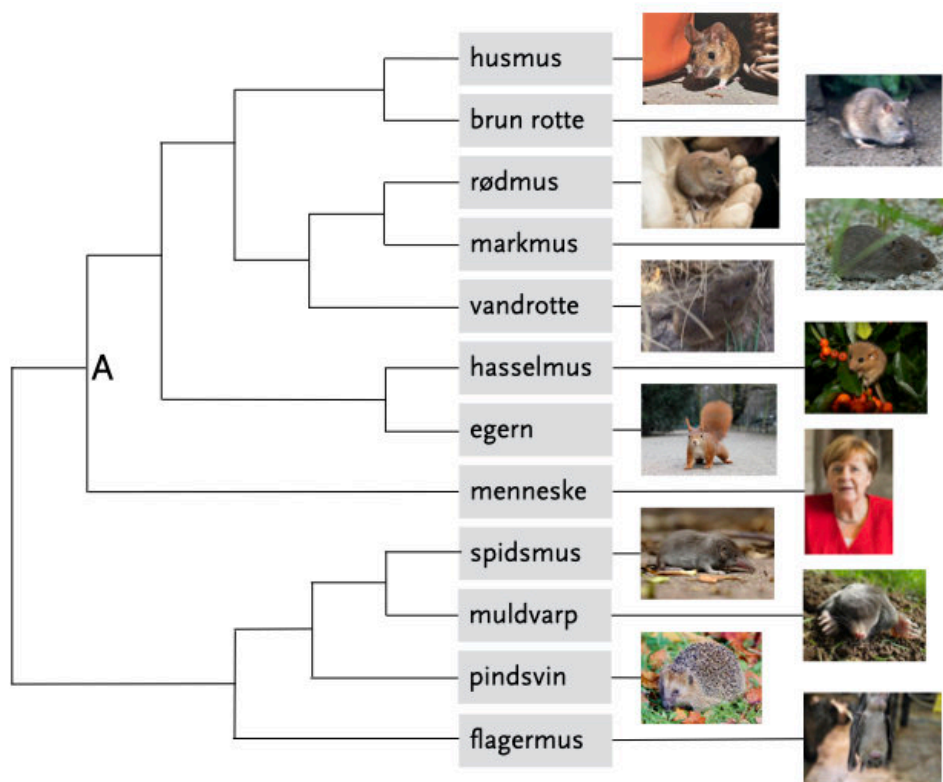 husmus
brun rotte
rødmus
markmus
vandrotte
A
hasselmus
egern
menneske
spidsmus
muldvarp
pindsvin
flagermus